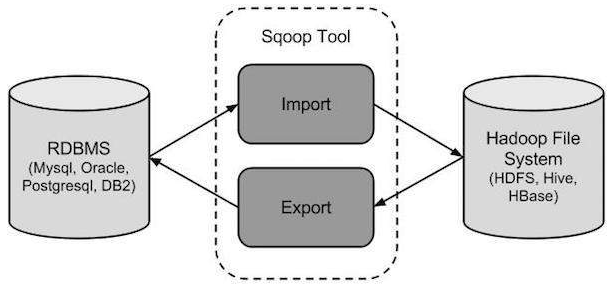 Sqoop Tool
Import
RDBMS
(Mysql, Oracle,
Postgresql, DB2)
Hadoop File
System
(HDFS, Hive,
HBase)
Export